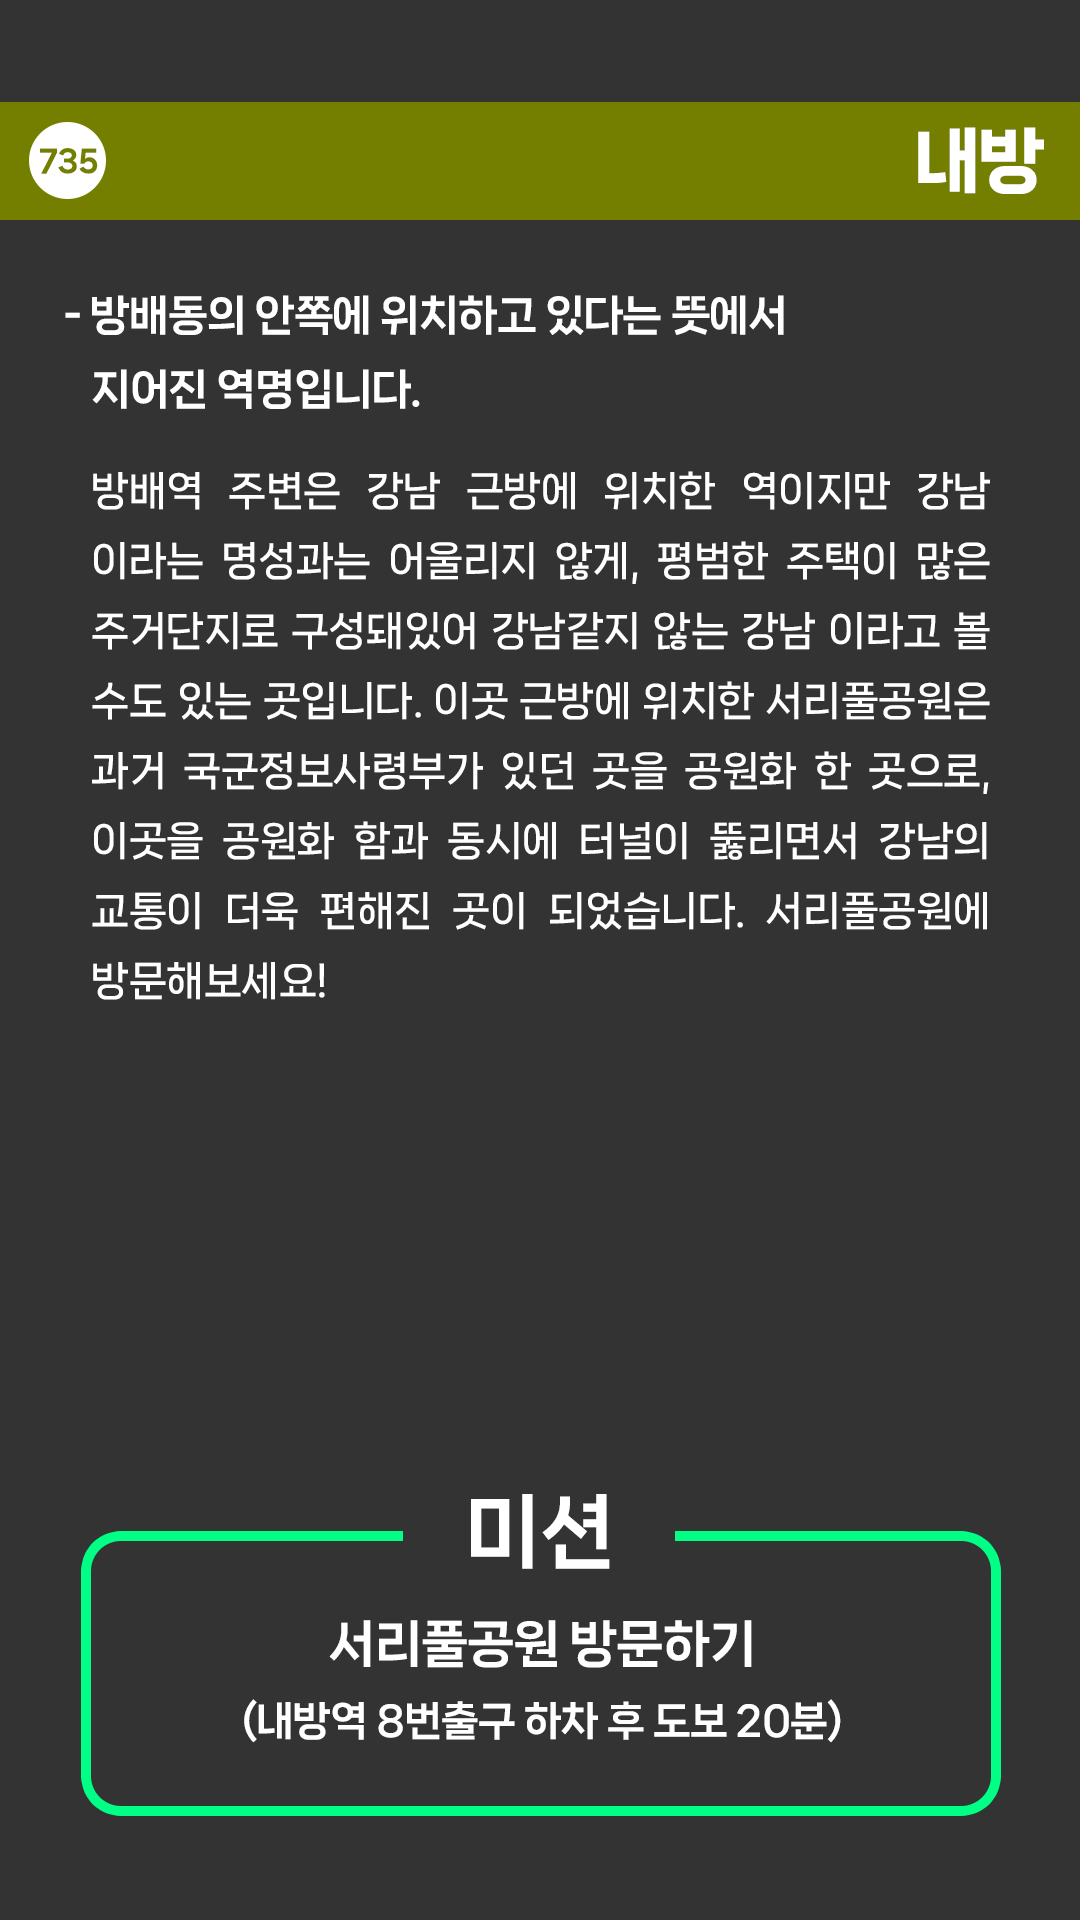 735
내방
- 방배동의 안쪽에 위치하고 있다는 뜻에서
지어진 역명입니다.
방배역 주변은 강남 근방에 위치한 역이지만 강남
이라는 명성과는 어울리지 않게, 평범한 주택이 많은
주거단지로 구성돼있어 강남같지 않는 강남 이라고 볼
수도 있는 곳입니다. 이곳 근방에 위치한 서리풀공원은
과거 국군정보사령부가 있던 곳을 공원화 한 곳으로,
이곳을 공원화 함과 동시에 터널이 뚫리면서 강남의
교통이 더욱 편해진 곳이 되었습니다. 서리풀공원에
방문해보세요!
미션
서리풀공원 방문하기
(내방역 8번출구 하차 후 도보 20분)